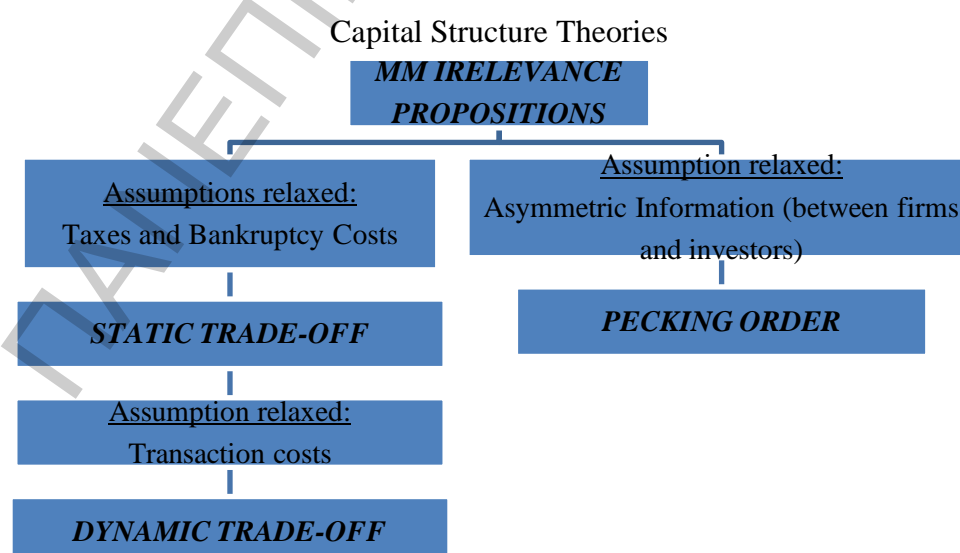 Capital Structure Theories
MM IRELEVANCE
PROPOSITIONS
Assumptions relaxed:
Taxes and Bankruptcy Costs
Assumption relaxed:
Asymmetric Information (between firms
and investors)
STATIC TRADE-OFF
PECKING ORDER
Assumption relaxed:
Transaction costs
DYNAMIC TRADE-OFF